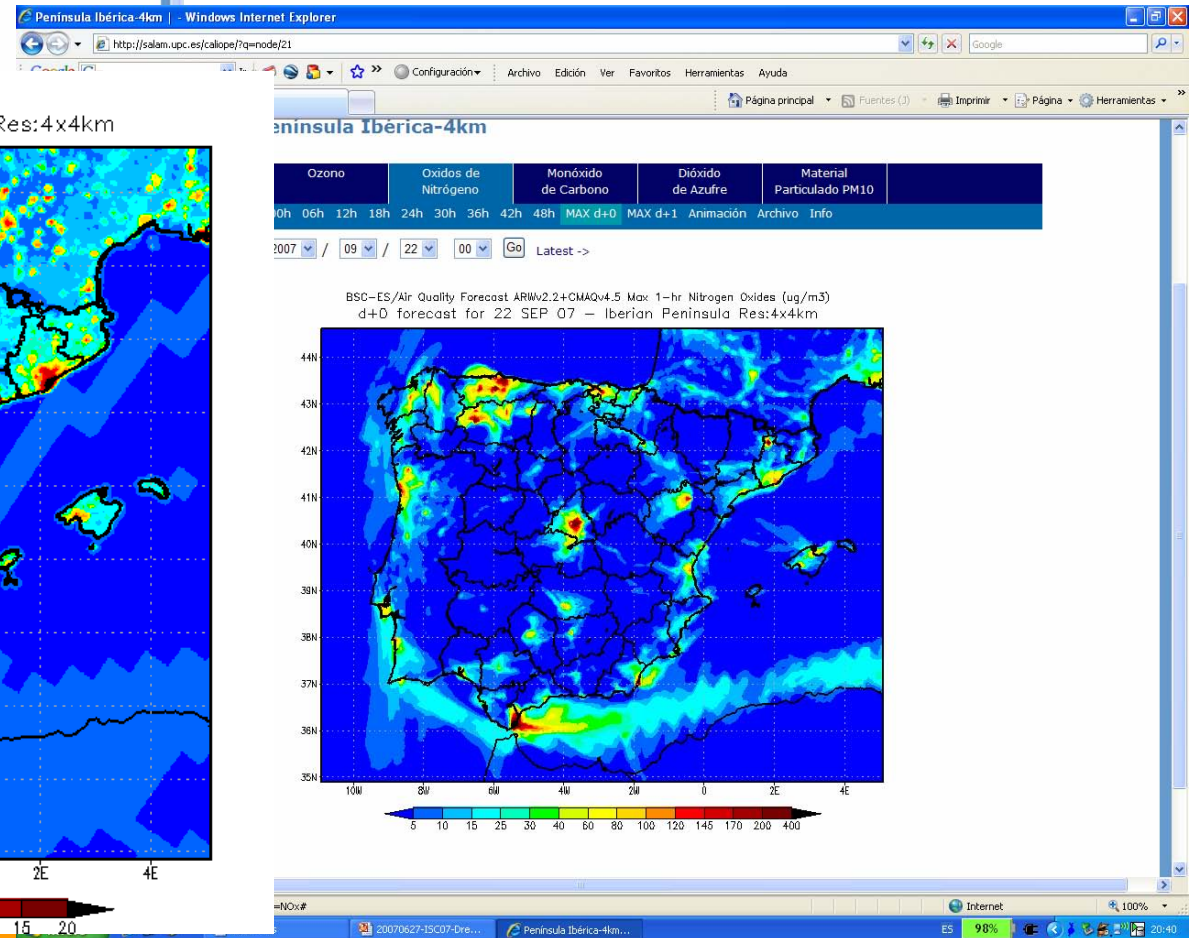 Península Ibérica-4km | - Windows Internet Explorer
http://salam.upc.es/caliope/?q=node/21
Google
Configuración
Archivo Edición Ver Favoritos Herramientas Ayuda
Página principal Fuentes (J) Imprimir Página Herramientas
Res:4x4km
enínsula Ibérica-4km
Ozono
Oxidos de Nitrógeno
Monóxido de Carbono
Dióxido de Azufre
Material Particulado PM10
00h 06h 12h 18h 24h 30h 36h 42h 48h MAX d+0 MAX d+1 Animación Archivo Info
2007 / 09 / 22 00 Go Latest ->
BSC-ES/Air Quality Forecast ARWv2.2+CMAQv4.5 Max 1-hr Nitrogen Oxides (ug/m3)
d+0 forecast for 22 SEP 07 - Iberian Peninsula Res:4x4km
44N
43N
42N
41N
40N
39N
38N
37N
36N
35N
10W 8W 6W 4W 2W 0 2E 4E
5 10 15 25 30 40 60 80 100 120 145 170 200 400
2E 4E
15 20
=NOx#
Internet 100%
20070627-ISC07-Dre...
Península Ibérica-4km...
ES 98% 20:40